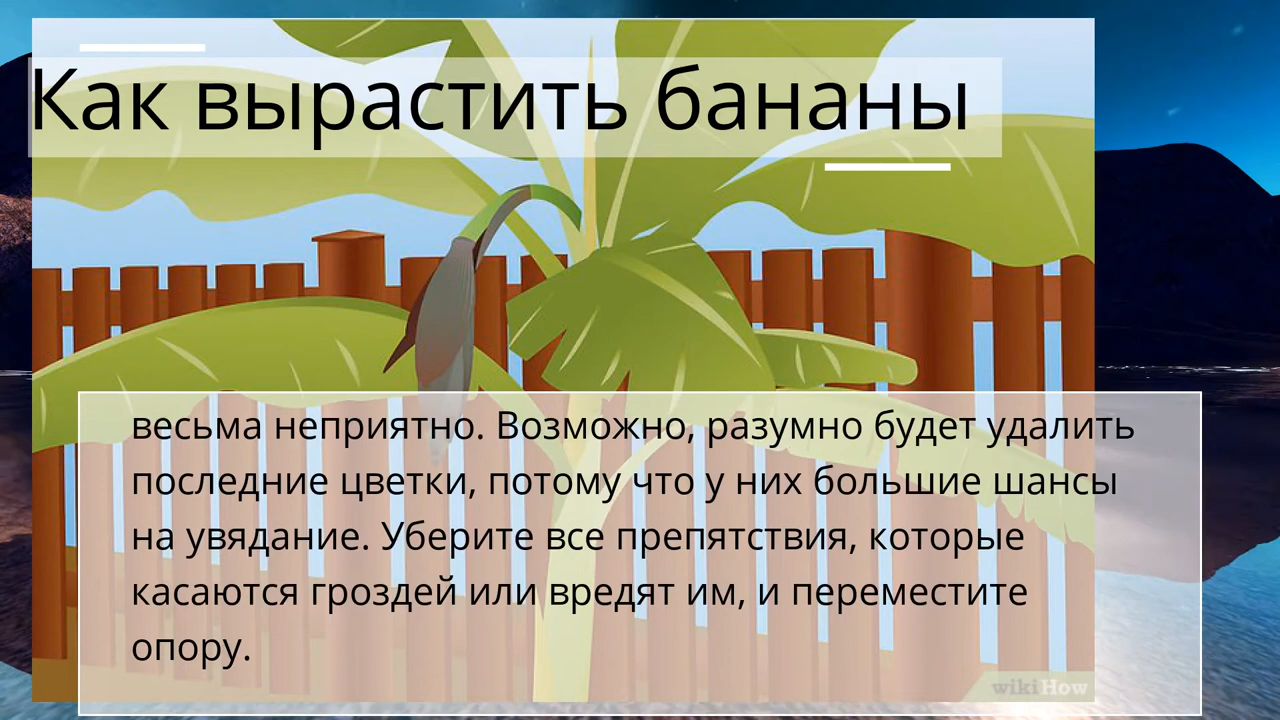 Как вырастить бананы
весьма неприятно. Возможно, разумно будет удалить
последние цветки, потому что у них большие шансы
на увядание. Уберите все препятствия, которые
касаются гроздей или вредят им, и переместите
опору.
wikiHow